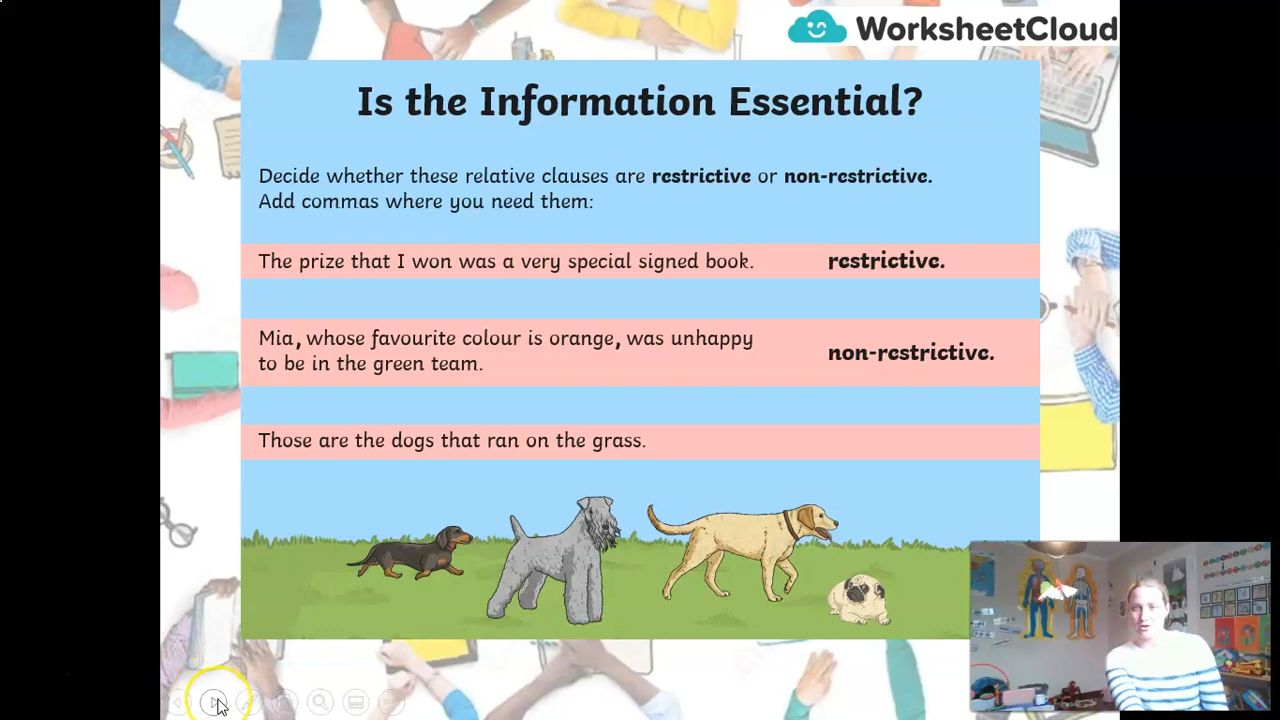 WorksheetCloud
Is the Information Essential?
Decide whether these relative clauses are restrictive or non-restrictive.
Add commas where you need them:
The prize that I won was a very special signed book. restrictive.
Mia, whose favourite colour is orange, was unhappy
to be in the green team.
non-restrictive.
Those are the dogs that ran on the grass.